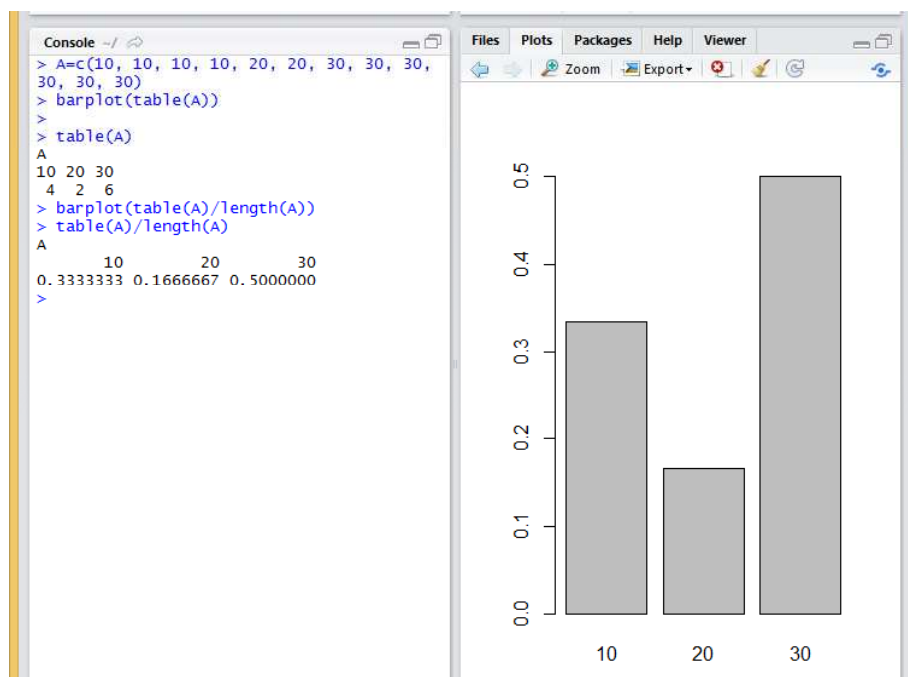 Console ~/
> A=c(10, 10, 10, 10, 20, 20, 30, 30, 30,
30, 30, 30)
> barplot(table(A))
>
> table(A)
A
10 20 30
4 2 6
> barplot(table(A)/length(A))
> table(A)/length(A)
A
10 20 30
0.3333333 0.1666667 0.5000000
>
Files Plots Packages Help Viewer
Zoom Export
0.5
0.4
0.3
0.2
0.1
0.0
10 20 30